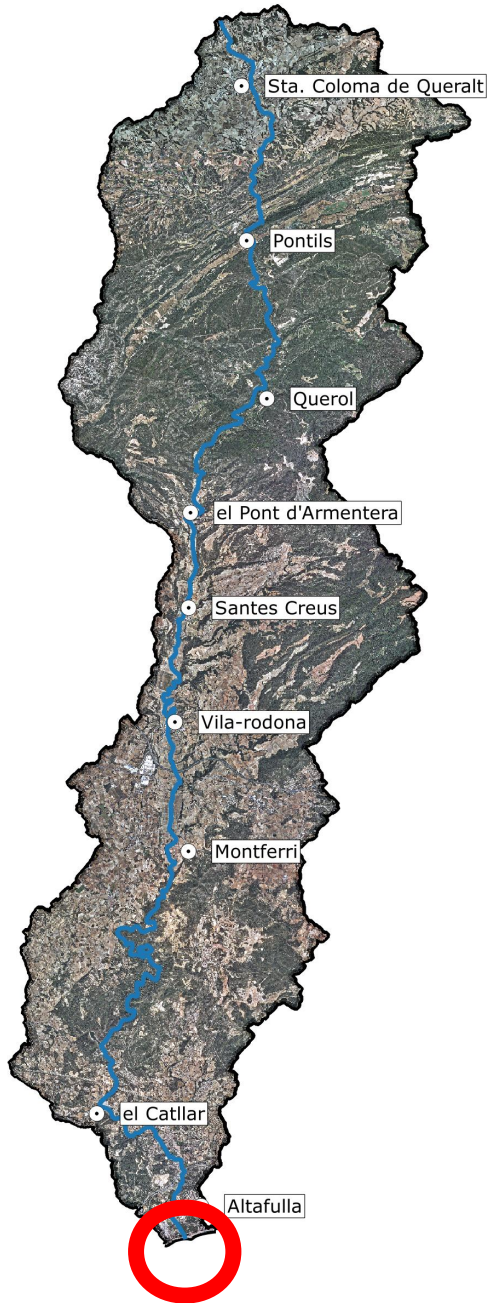 Sta. Coloma de Queralt
Pontils
Querol
el Pont d'Armentera
Santes Creus
Vila-rodona
Montferri
el Catllar
Altafulla